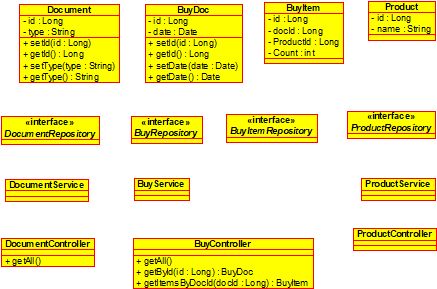 Document
- id : Long
- type : String
+ setId(id : Long)
+ getId() : Long
+ setType(type : String)
+ getType() : String
BuyDoc
- id : Long
- date : Date
+ setId(id : Long)
+ getId() : Long
+ setDate(date : Date)
+ getDate() : Date
BuyItem
- id : Long
- docId : Long
- ProductId : Long
- Count : int
Product
- id : Long
- name : String
«interface»
DocumentRepository
«interface»
BuyRepository
«interface»
BuyItemRepository
«interface»
ProductRepository
DocumentService
BuyService
ProductService
DocumentController
+ getAll()
BuyController
+ getAll()
+ getById(id : Long) : BuyDoc
+ getItemsByDocId(docId : Long) : BuyItem
ProductController